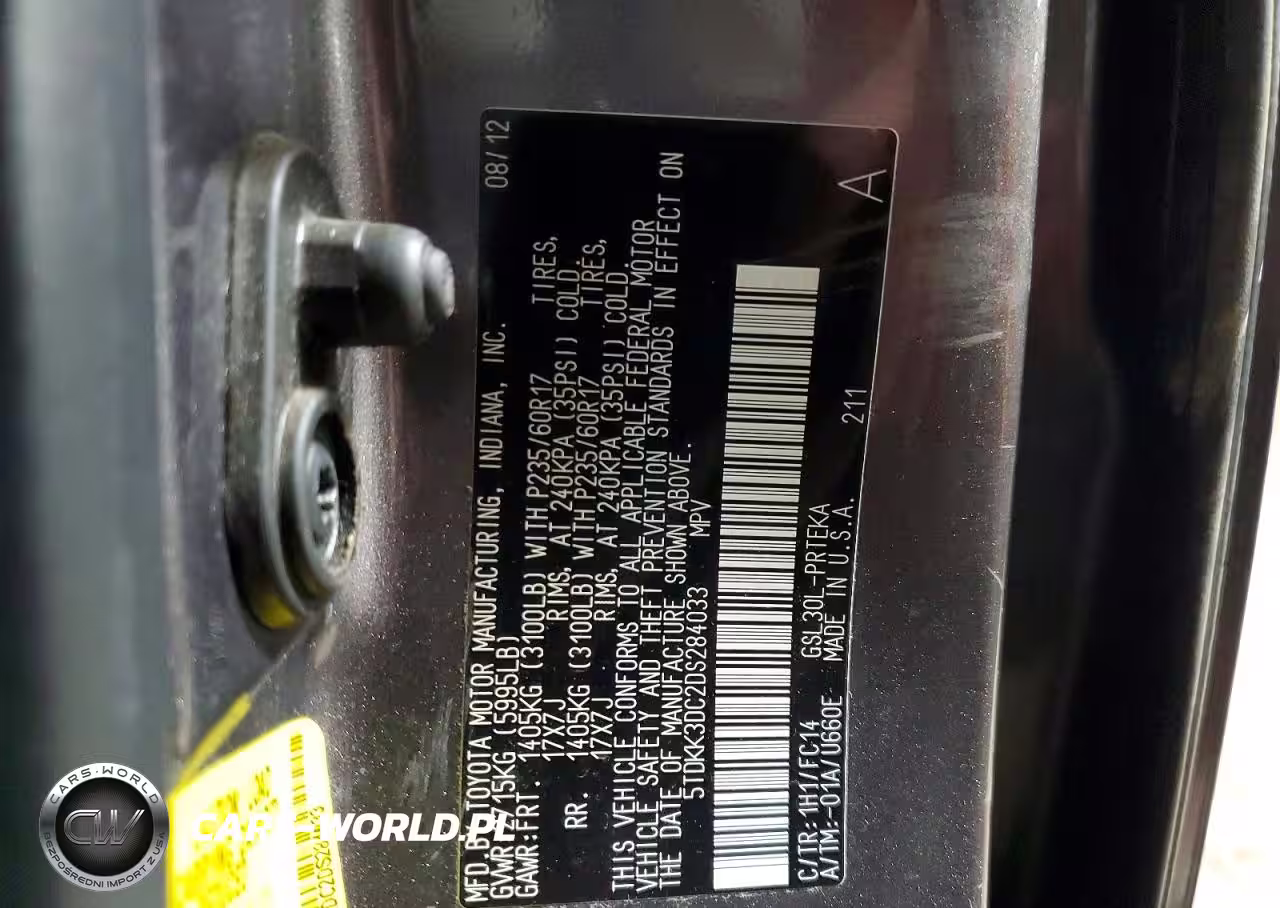 MFD.BY:TOYOTA MOTOR MANUFACTURING, INDIANA, INC. 08/12
GVWR:2715KG (5995LB)
GAWR:FRT. 1405KG (3100LB) WITH P235/60R17 TIRES,
17X7J RIMS, AT 240KPA (35PSI) COLD.
RR. 1405KG (3100LB) WITH P235/60R17 TIRES,
17X7J RIMS, AT 240KPA (35PSI) COLD.
THIS VEHICLE CONFORMS TO ALL APPLICABLE FEDERAL MOTOR
VEHICLE SAFETY AND THEFT PREVENTION STANDARDS IN EFFECT ON
THE DATE OF MANUFACTURE SHOWN ABOVE.
5TDKK3DC2DS284033 MPV
C/TR:1H1/FC14 GSL30L-PRTEKA
A/TM:-01A/U660E MADE IN U.S.A. 211 A
CARS-WORLD.PL
CARS-WORLD
CW
BEZPOŚREDNI IMPORT Z USA